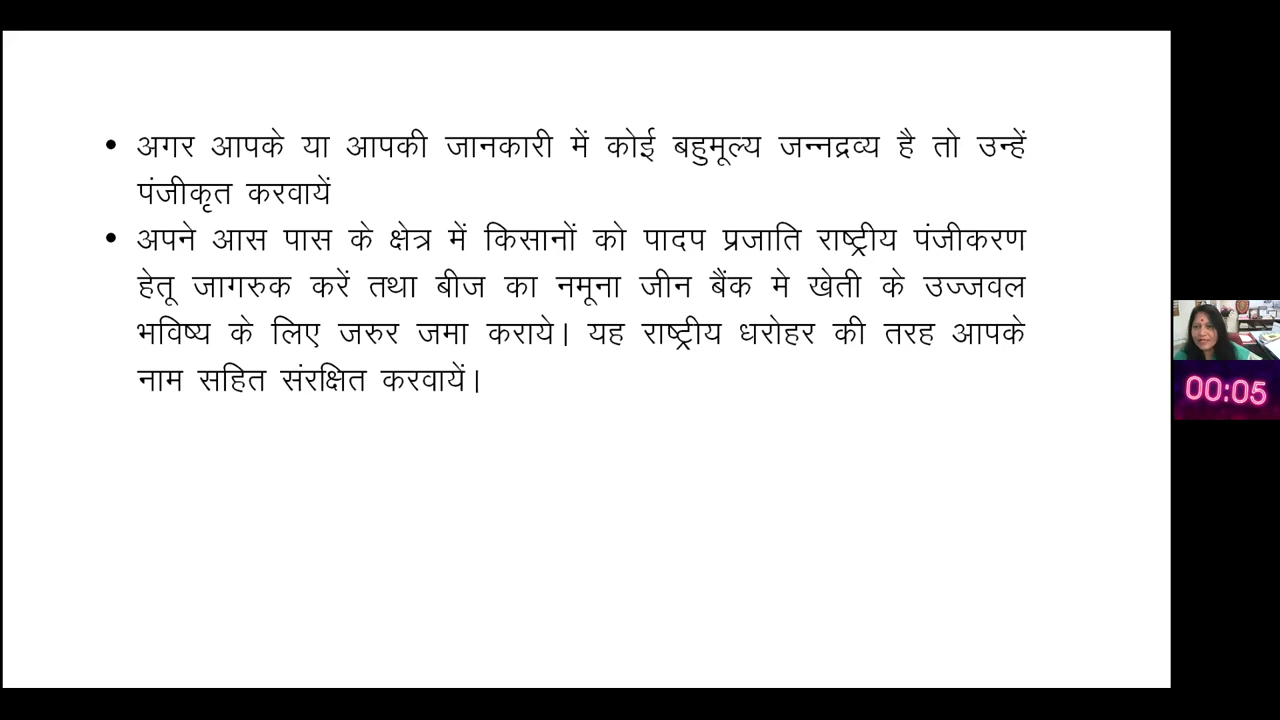 • अगर आपके या आपकी जानकारी में कोई बहुमूल्य जन्नद्रव्य है तो उन्हें
पंजीकृत करवायें
• अपने आस पास के क्षेत्र में किसानों को पादप प्रजाति राष्ट्रीय पंजीकरण
हेतू जागरुक करें तथा बीज का नमूना जीन बैंक मे खेती के उज्जवल
भविष्य के लिए जरुर जमा कराये। यह राष्ट्रीय धरोहर की तरह आपके
नाम सहित संरक्षित करवायें।
00:05